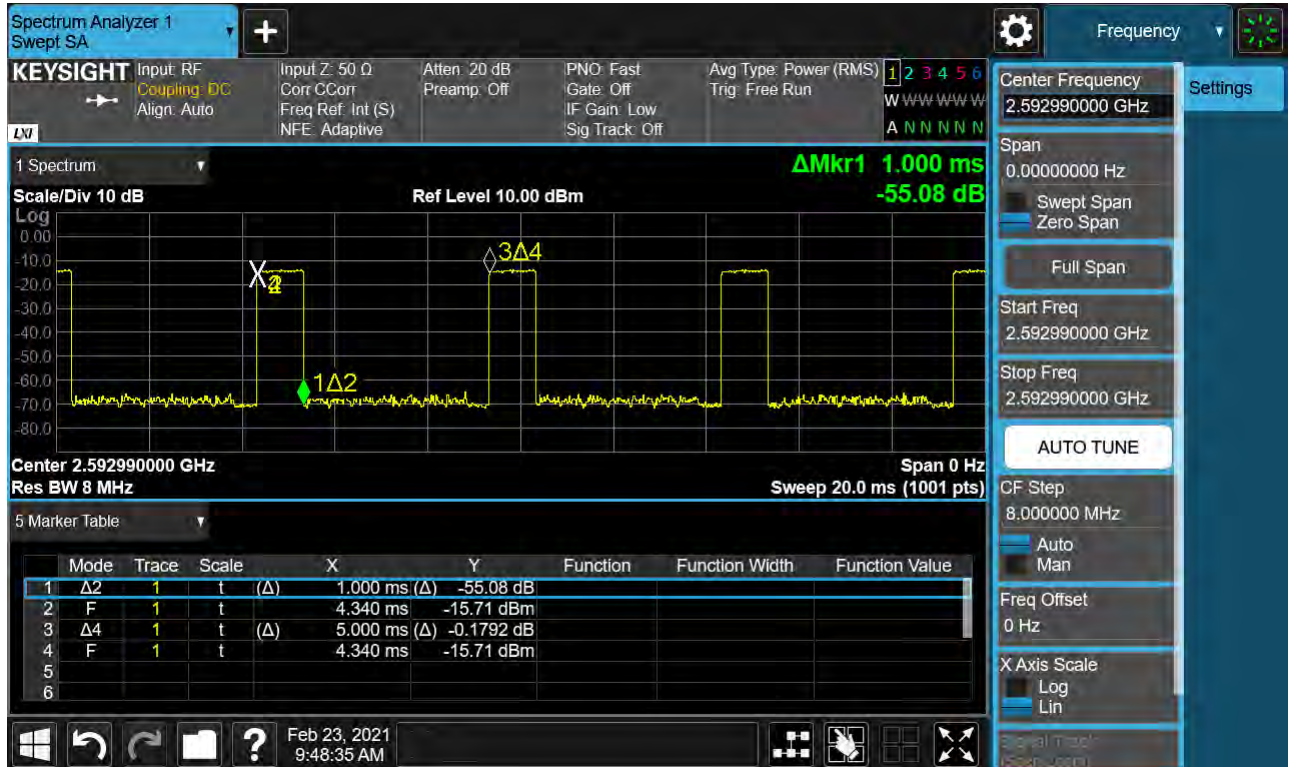 Spectrum Analyzer 1
Swept SA
Frequency
KEYSIGHT
LXI
Input: RF
Coupling: DC
Align: Auto
Input Z: 50 Ω
Corr CCorr
Freq Ref: Int (S)
NFE: Adaptive
Atten: 20 dB
Preamp: Off
PNO: Fast
Gate: Off
IF Gain: Low
Sig Track: Off
Avg Type: Power (RMS)
Trig: Free Run
1 2 3 4 5 6
W W W W W W
A N N N N N
Settings
1 Spectrum
ΔMkr1 1.000 ms
-55.08 dB
Scale/Div 10 dB
Ref Level 10.00 dBm
Log
0.00
-10.0
-20.0
-30.0
-40.0
-50.0
-60.0
-70.0
-80.0
3Δ4
1Δ2
Center 2.592990000 GHz
Span 0 Hz
Res BW 8 MHz
Sweep 20.0 ms (1001 pts)
5 Marker Table
Mode Trace Scale X Y Function Function Width Function Value
1 Δ2 1 t (Δ) 1.000 ms (Δ) -55.08 dB
2 F 1 t 4.340 ms -15.71 dBm
3 Δ4 1 t (Δ) 5.000 ms (Δ) -0.1792 dB
4 F 1 t 4.340 ms -15.71 dBm
5
6
Feb 23, 2021
9:48:35 AM
Center Frequency
2.592990000 GHz
Span
0.00000000 Hz
Swept Span
Zero Span
Full Span
Start Freq
2.592990000 GHz
Stop Freq
2.592990000 GHz
AUTO TUNE
CF Step
8.000000 MHz
Auto
Man
Freq Offset
0 Hz
X Axis Scale
Log
Lin
Signal Track